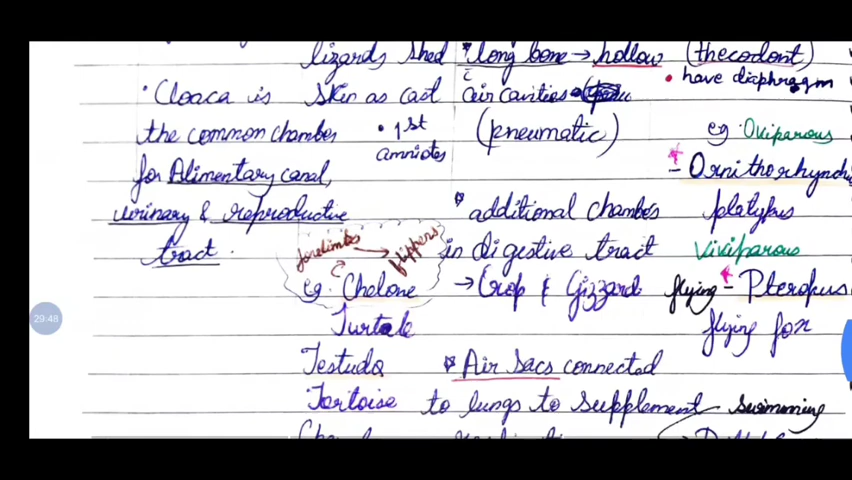 lizards shed
skin as cast
• 1st
amniotes
• Cloaca is
the common chamber
for Alimentary canal,
urinary & reproductive
tract.
forelimbs → flippers
eg. Chelone
Turtle
Testudo
Tortoise
long bone → hollow
air cavities
(pneumatic)
additional chambers
in digestive tract
→ Crop & Gizzard
Air sacs connected
to lungs to supplement
(thecodont)
• have diaphragm
eg. Oviparous
- Ornithorhynch
platypus
Viviparous
flying - Pteropus
flying fox
swimming
29:48